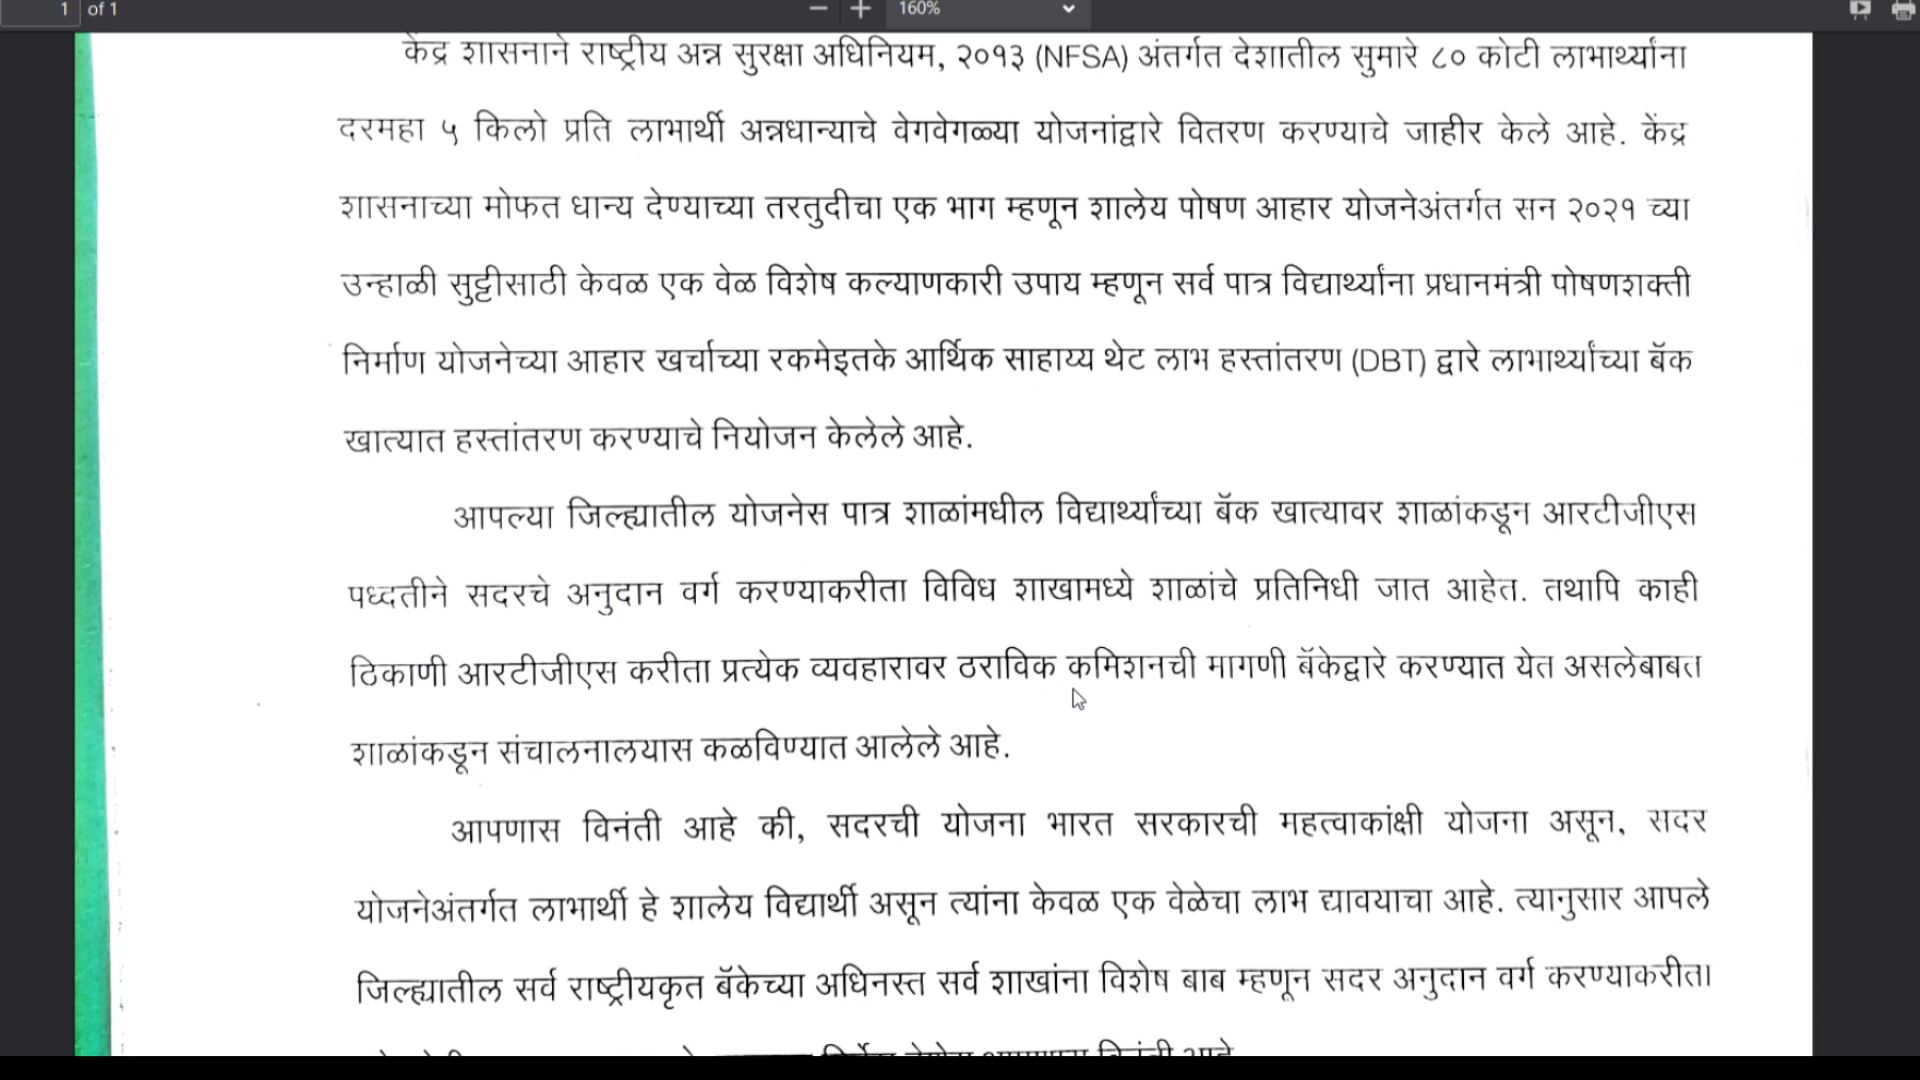 1 of 1 160%
केंद्र शासनाने राष्ट्रीय अन्न सुरक्षा अधिनियम, २०१३ (NFSA) अंतर्गत देशातील सुमारे ८० कोटी लाभार्थ्यांना
दरमहा ५ किलो प्रति लाभार्थी अन्नधान्याचे वेगवेगळ्या योजनांद्वारे वितरण करण्याचे जाहीर केले आहे. केंद्र
शासनाच्या मोफत धान्य देण्याच्या तरतुदीचा एक भाग म्हणून शालेय पोषण आहार योजनेअंतर्गत सन २०२१ च्या
उन्हाळी सुट्टीसाठी केवळ एक वेळ विशेष कल्याणकारी उपाय म्हणून सर्व पात्र विद्यार्थ्यांना प्रधानमंत्री पोषणशक्ती
निर्माण योजनेच्या आहार खर्चाच्या रकमेइतके आर्थिक साहाय्य थेट लाभ हस्तांतरण (DBT) द्वारे लाभार्थ्यांच्या बॅक
खात्यात हस्तांतरण करण्याचे नियोजन केलेले आहे.
आपल्या जिल्ह्यातील योजनेस पात्र शाळांमधील विद्यार्थ्यांच्या बॅक खात्यावर शाळांकडून आरटीजीएस
पध्दतीने सदरचे अनुदान वर्ग करण्याकरीता विविध शाखामध्ये शाळांचे प्रतिनिधी जात आहेत. तथापि काही
ठिकाणी आरटीजीएस करीता प्रत्येक व्यवहारावर ठराविक कमिशनची मागणी बॅकेद्वारे करण्यात येत असलेबाबत
शाळांकडून संचालनालयास कळविण्यात आलेले आहे.
आपणास विनंती आहे की, सदरची योजना भारत सरकारची महत्वाकांक्षी योजना असून, सदर
योजनेअंतर्गत लाभार्थी हे शालेय विद्यार्थी असून त्यांना केवळ एक वेळेचा लाभ द्यावयाचा आहे. त्यानुसार आपले
जिल्ह्यातील सर्व राष्ट्रीयकृत बॅकेच्या अधिनस्त सर्व शाखांना विशेष बाब म्हणून सदर अनुदान वर्ग करण्याकरीता
विनंती आहे